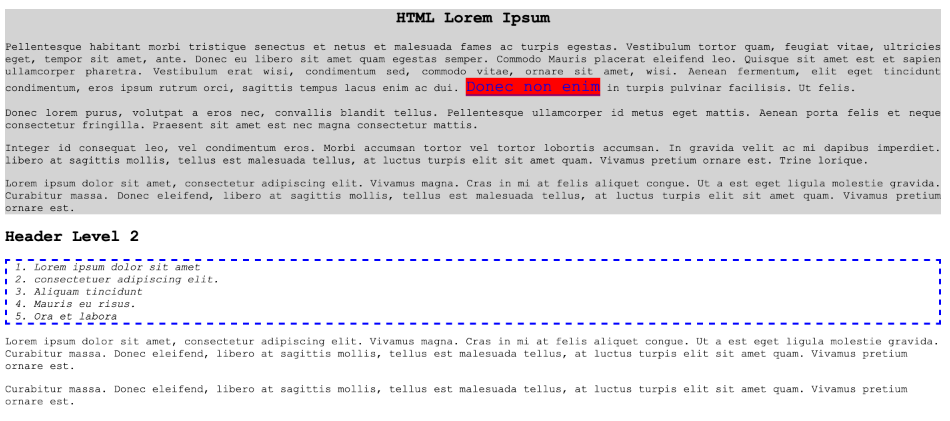 HTML Lorem Ipsum
Pellentesque habitant morbi tristique senectus et netus et malesuada fames ac turpis egestas. Vestibulum tortor quam, feugiat vitae, ultricies
eget, tempor sit amet, ante. Donec eu libero sit amet quam egestas semper. Commodo Mauris placerat eleifend leo. Quisque sit amet est et sapien
ullamcorper pharetra. Vestibulum erat wisi, condimentum sed, commodo vitae, ornare sit amet, wisi. Aenean fermentum, elit eget tincidunt
condimentum, eros ipsum rutrum orci, sagittis tempus lacus enim ac dui. Donec non enim in turpis pulvinar facilisis. Ut felis.
Donec lorem purus, volutpat a eros nec, convallis blandit tellus. Pellentesque ullamcorper id metus eget mattis. Aenean porta felis et neque
consectetur fringilla. Praesent sit amet est nec magna consectetur mattis.
Integer id consequat leo, vel condimentum eros. Morbi accumsan tortor vel tortor lobortis accumsan. In gravida velit ac mi dapibus imperdiet.
libero at sagittis mollis, tellus est malesuada tellus, at luctus turpis elit sit amet quam. Vivamus pretium ornare est. Trine lorique.
Lorem ipsum dolor sit amet, consectetur adipiscing elit. Vivamus magna. Cras in mi at felis aliquet congue. Ut a est eget ligula molestie gravida.
Curabitur massa. Donec eleifend, libero at sagittis mollis, tellus est malesuada tellus, at luctus turpis elit sit amet quam. Vivamus pretium
ornare est.
Header Level 2
1. Lorem ipsum dolor sit amet
2. consectetuer adipiscing elit.
3. Aliquam tincidunt
4. Mauris eu risus.
5. Ora et labora
Lorem ipsum dolor sit amet, consectetur adipiscing elit. Vivamus magna. Cras in mi at felis aliquet congue. Ut a est eget ligula molestie gravida.
Curabitur massa. Donec eleifend, libero at sagittis mollis, tellus est malesuada tellus, at luctus turpis elit sit amet quam. Vivamus pretium
ornare est.
Curabitur massa. Donec eleifend, libero at sagittis mollis, tellus est malesuada tellus, at luctus turpis elit sit amet quam. Vivamus pretium
ornare est.